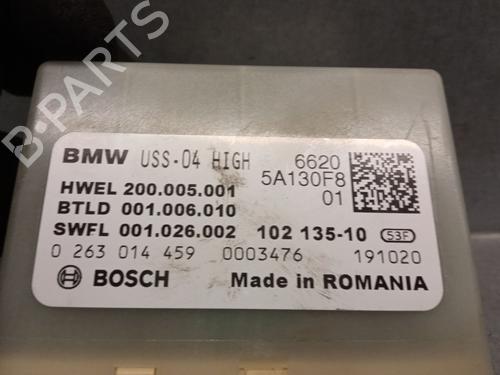 BMW USS-04 HIGH 6620
HWEL 200.005.001 5A130F8
BTLD 001.006.010 01
SWFL 001.026.002 102 135-10 53F
0 263 014 459 0003476 191020
BOSCH Made in ROMANIA
B-PARTS